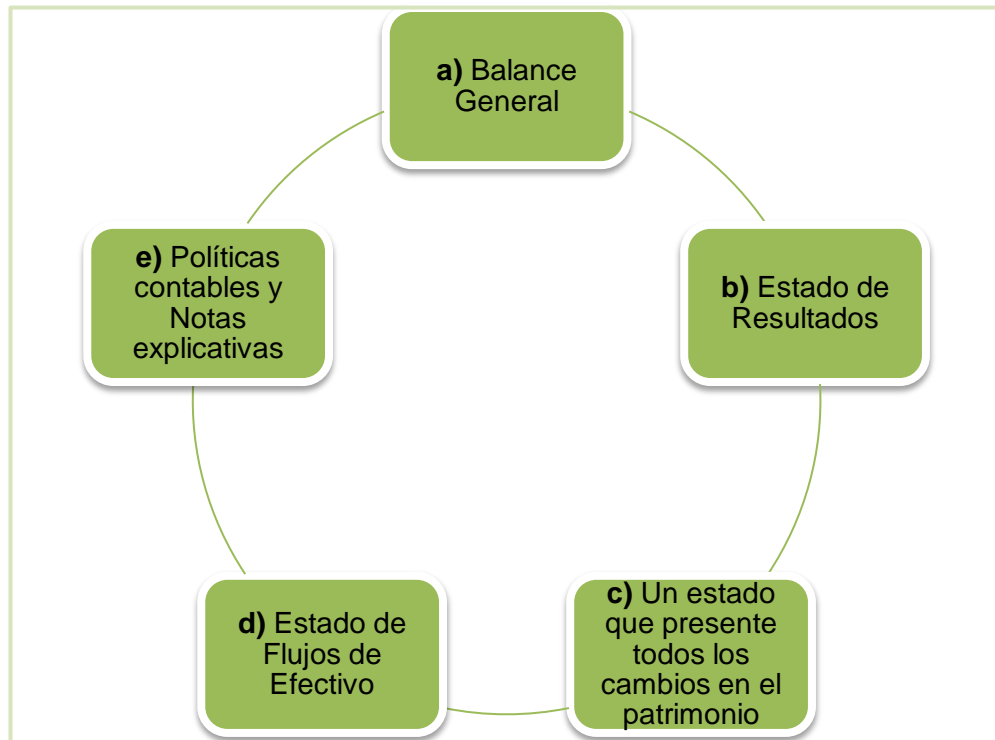 a) Balance
General
b) Estado de
Resultados
c) Un estado
que presente
todos los
cambios en el
patrimonio
d) Estado de
Flujos de
Efectivo
e) Políticas
contables y
Notas
explicativas